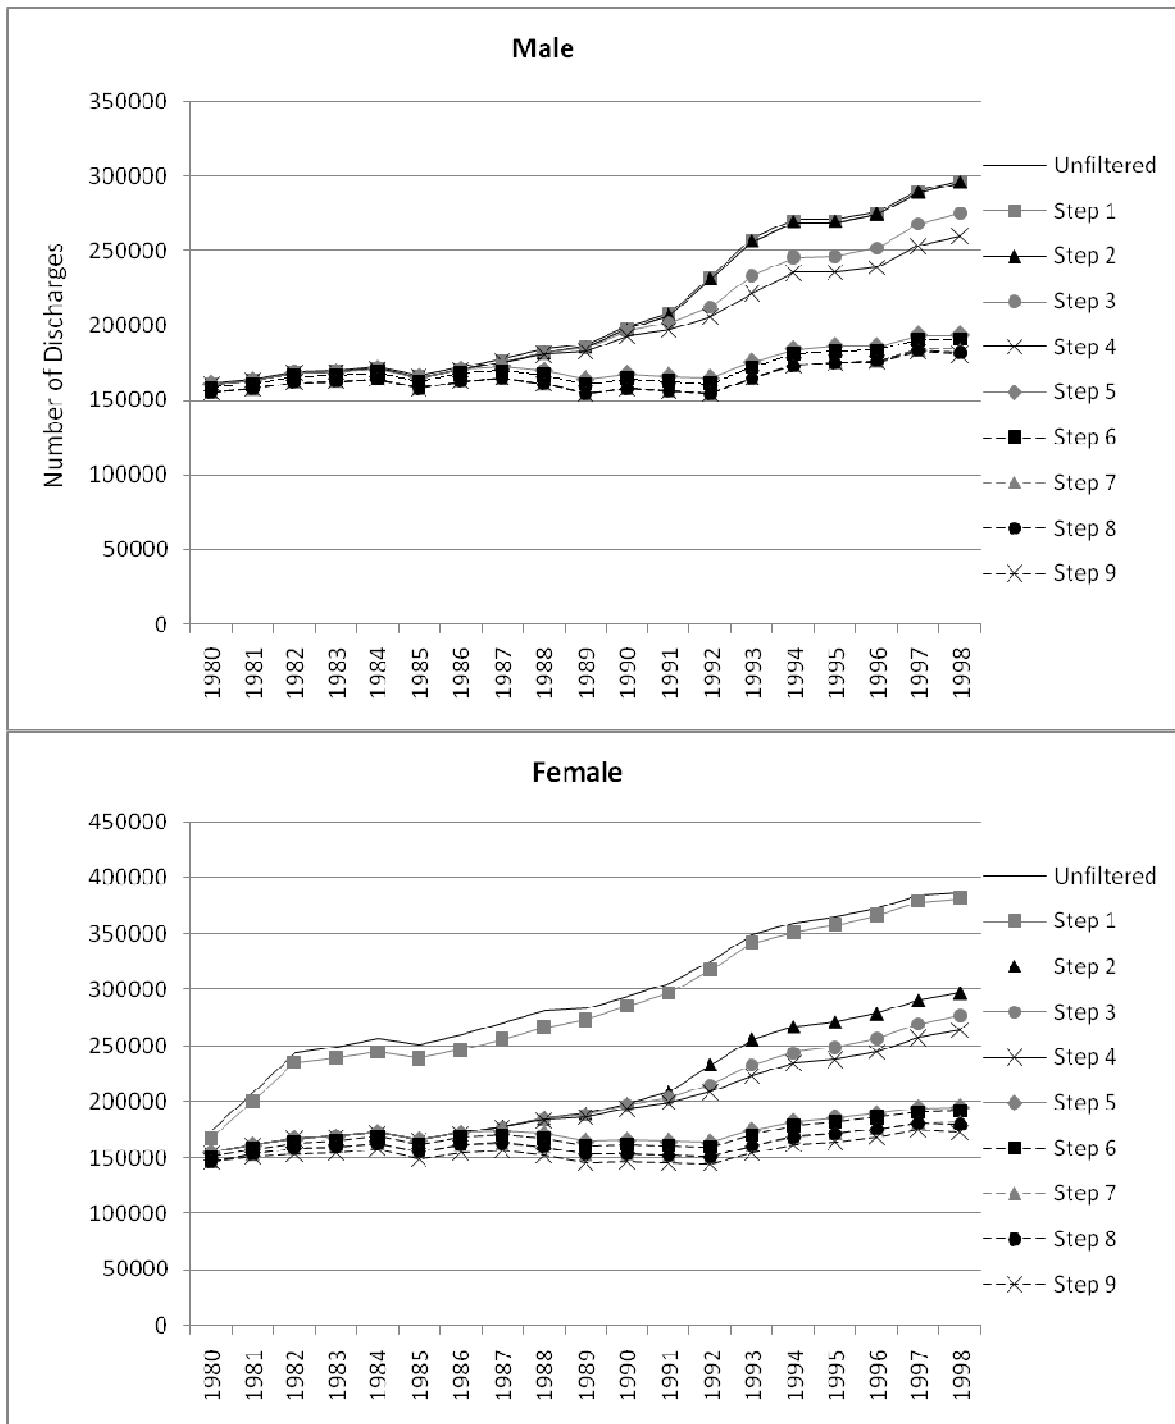 Male
350000
300000
250000
200000
150000
100000
50000
0
Number of Discharges
1980 1981 1982 1983 1984 1985 1986 1987 1988 1989 1990 1991 1992 1993 1994 1995 1996 1997 1998
Unfiltered
Step 1
Step 2
Step 3
Step 4
Step 5
Step 6
Step 7
Step 8
Step 9
Female
450000
400000
350000
300000
250000
200000
150000
100000
50000
0
1980 1981 1982 1983 1984 1985 1986 1987 1988 1989 1990 1991 1992 1993 1994 1995 1996 1997 1998
Unfiltered
Step 1
Step 2
Step 3
Step 4
Step 5
Step 6
Step 7
Step 8
Step 9